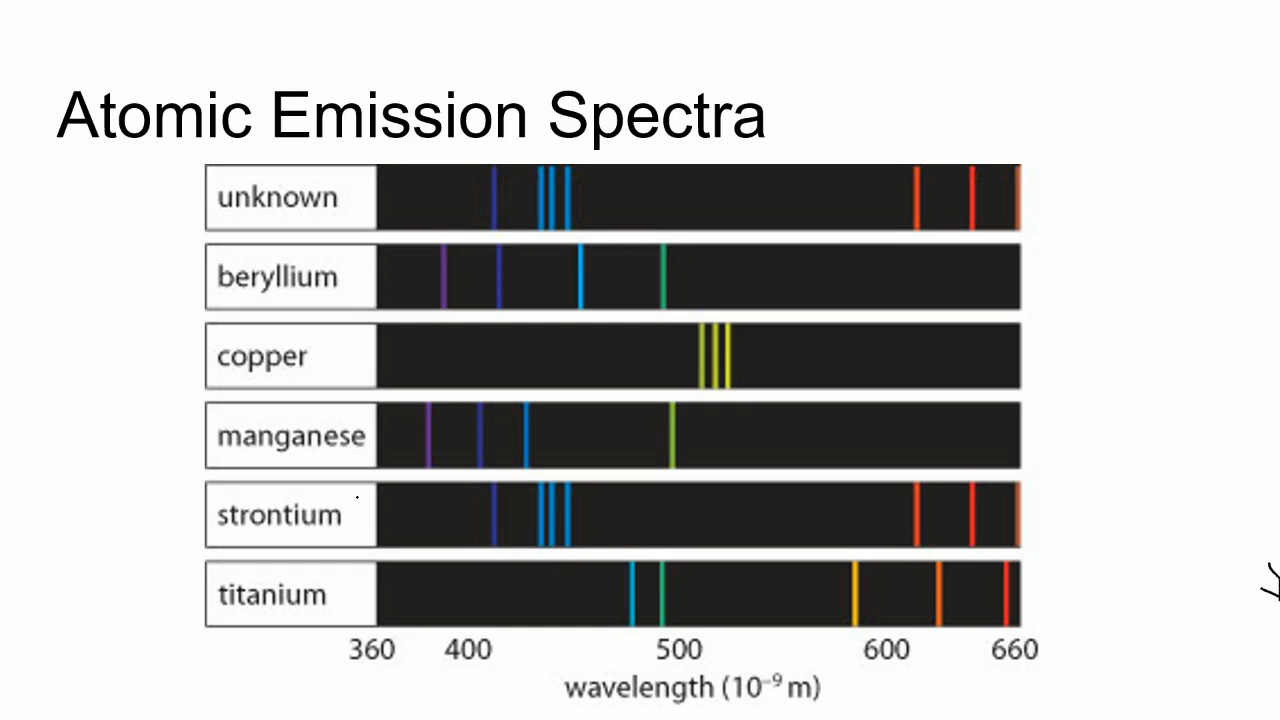 Atomic Emission Spectra
unknown
beryllium
copper
manganese
strontium
titanium
360 400 500 600 660
wavelength (10⁻⁹ m)